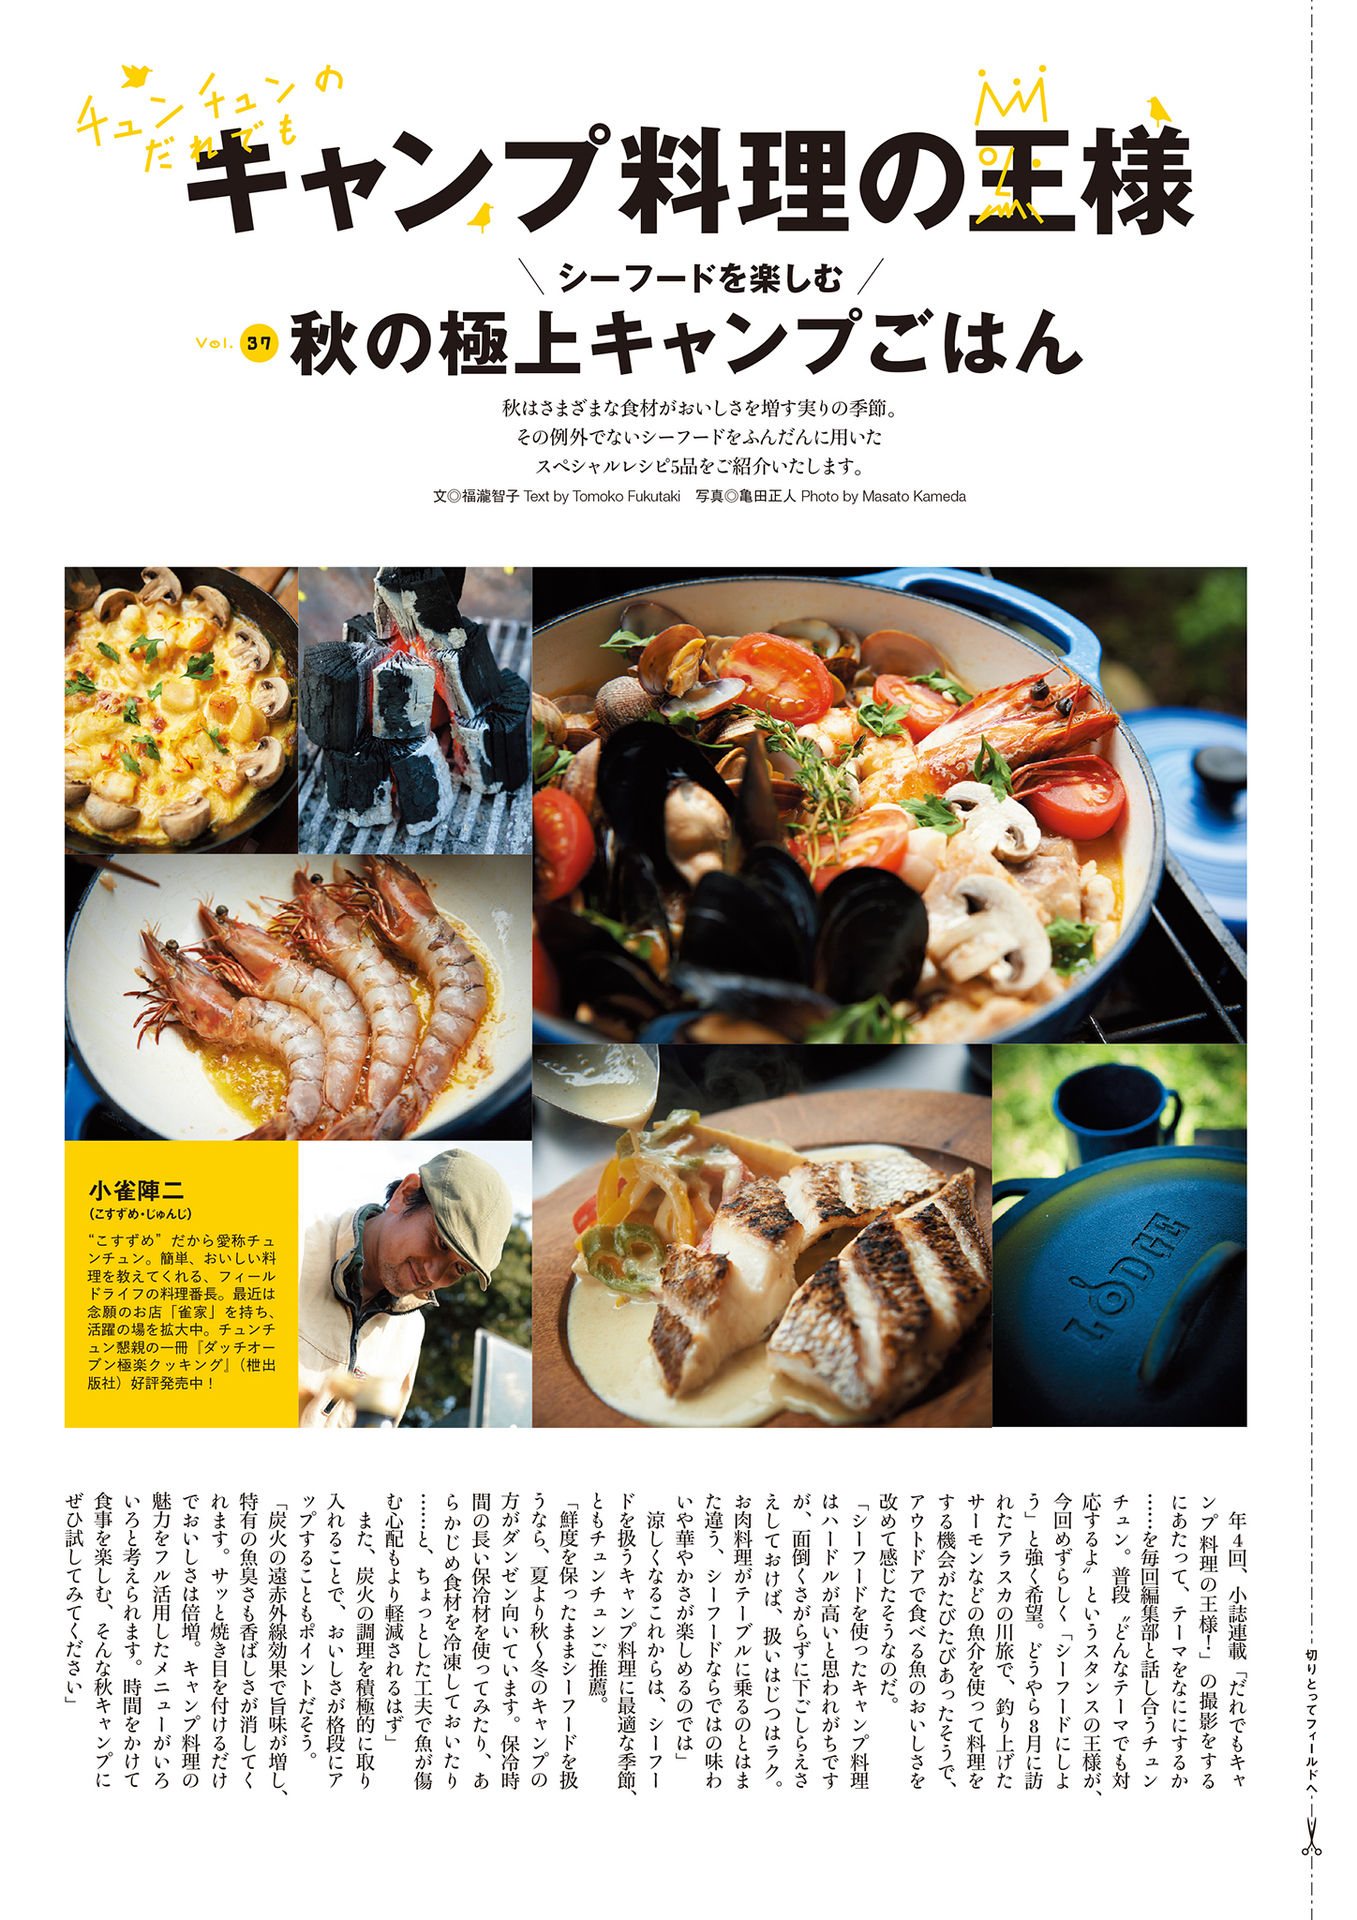 チュンチュンの
だれでも
キャンプ料理の王様
シーフードを楽しむ
Vol. 37
秋の極上キャンプごはん
秋はさまざまな食材がおいしさを増す実りの季節。
その例外でないシーフードをふんだんに用いた
スペシャルレシピ5品をご紹介いたします。
文◎福瀧智子 Text by Tomoko Fukutaki　写真◎亀田正人 Photo by Masato Kameda
小雀陣二
（こすずめ・じゅんじ）
“こすずめ”だから愛称チュ
ンチュン。簡単、おいしい料
理を教えてくれる、フィール
ドライフの料理番長。最近は
念願のお店「雀家」を持ち、
活躍の場を拡大中。チュンチ
ュン懇親の一冊『ダッチオー
ブン極楽クッキング』（枻出
版社）好評発売中！
LODGE
年4回、小誌連載「だれでもキャ
ンプ料理の王様！」の撮影をする
にあたって、テーマをなににするか
……を毎回編集部と話し合うチュン
チュン。普段〝どんなテーマでも対
応するよ〟というスタンスの王様が、
今回めずらしく「シーフードにしよ
う」と強く希望。どうやら8月に訪
れたアラスカの川旅で、釣り上げた
サーモンなどの魚介を使って料理を
する機会がたびたびあったそうで、
アウトドアで食べる魚のおいしさを
改めて感じたそうなのだ。
「シーフードを使ったキャンプ料理
はハードルが高いと思われがちです
が、面倒くさがらずに下ごしらえさ
えしておけば、扱いはじつはラク。
お肉料理がテーブルに乗るのとはま
た違う、シーフードならではの味わ
いや華やかさが楽しめるのでは」
涼しくなるこれからは、シーフー
ドを扱うキャンプ料理に最適な季節、
ともチュンチュンご推薦。
「鮮度を保ったままシーフードを扱
うなら、夏より秋〜冬のキャンプの
方がダンゼン向いています。保冷時
間の長い保冷材を使ってみたり、あ
らかじめ食材を冷凍しておいたり
……と、ちょっとした工夫で魚が傷
む心配もより軽減されるはず」
また、炭火の調理を積極的に取り
入れることで、おいしさが格段にア
ップすることもポイントだそう。
「炭火の遠赤外線効果で旨味が増し、
特有の魚臭さも香ばしさが消してく
れます。サッと焼き目を付けるだけ
でおいしさは倍増。キャンプ料理の
魅力をフル活用したメニューがいろ
いろと考えられます。時間をかけて
食事を楽しむ、そんな秋キャンプに
ぜひ試してみてください」
切りとってフィールドへ